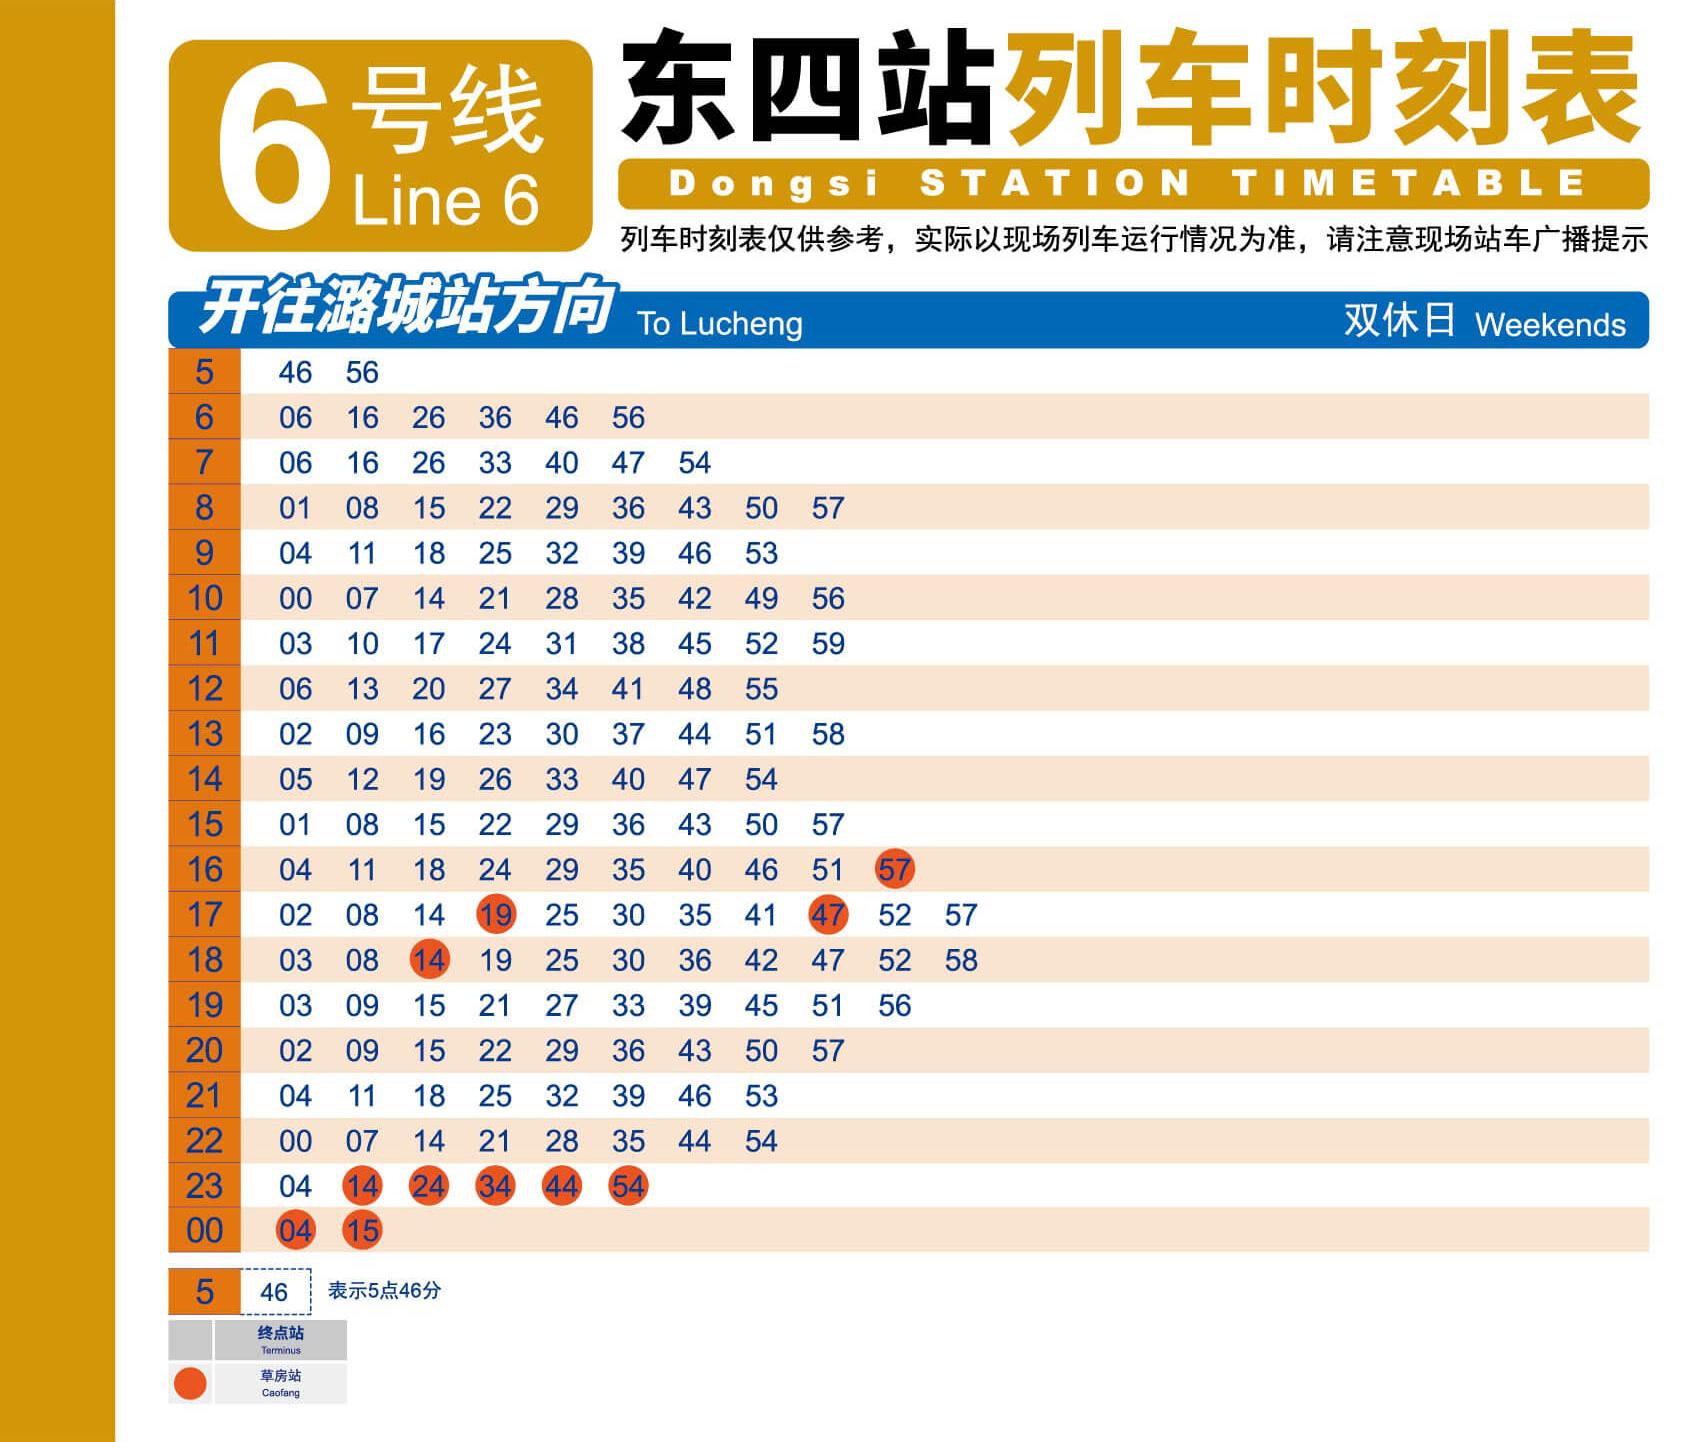 6号线
Line 6
东四站列车时刻表
Dongsi STATION TIMETABLE
列车时刻表仅供参考，实际以现场列车运行情况为准，请注意现场站车广播提示
开往潞城站方向 To Lucheng 双休日 Weekends
5 46 56
6 06 16 26 36 46 56
7 06 16 26 33 40 47 54
8 01 08 15 22 29 36 43 50 57
9 04 11 18 25 32 39 46 53
10 00 07 14 21 28 35 42 49 56
11 03 10 17 24 31 38 45 52 59
12 06 13 20 27 34 41 48 55
13 02 09 16 23 30 37 44 51 58
14 05 12 19 26 33 40 47 54
15 01 08 15 22 29 36 43 50 57
16 04 11 18 24 29 35 40 46 51 57
17 02 08 14 19 25 30 35 41 47 52 57
18 03 08 14 19 25 30 36 42 47 52 58
19 03 09 15 21 27 33 39 45 51 56
20 02 09 15 22 29 36 43 50 57
21 04 11 18 25 32 39 46 53
22 00 07 14 21 28 35 44 54
23 04 14 24 34 44 54
00 04 15
5 46 表示5点46分
终点站
Terminus
草房站
Caofang